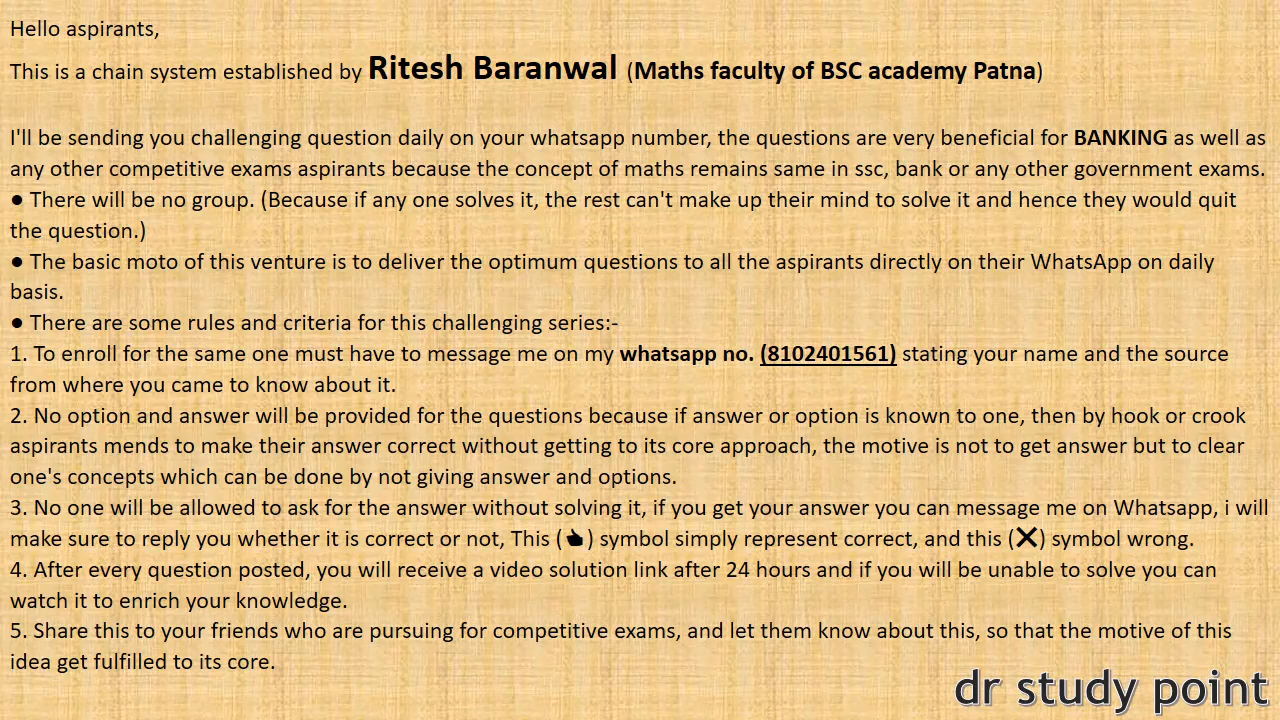 Hello aspirants,
This is a chain system established by Ritesh Baranwal (Maths faculty of BSC academy Patna)
I'll be sending you challenging question daily on your whatsapp number, the questions are very beneficial for BANKING as well as
any other competitive exams aspirants because the concept of maths remains same in ssc, bank or any other government exams.
● There will be no group. (Because if any one solves it, the rest can't make up their mind to solve it and hence they would quit
the question.)
● The basic moto of this venture is to deliver the optimum questions to all the aspirants directly on their WhatsApp on daily
basis.
● There are some rules and criteria for this challenging series:-
1. To enroll for the same one must have to message me on my whatsapp no. (8102401561) stating your name and the source
from where you came to know about it.
2. No option and answer will be provided for the questions because if answer or option is known to one, then by hook or crook
aspirants mends to make their answer correct without getting to its core approach, the motive is not to get answer but to clear
one's concepts which can be done by not giving answer and options.
3. No one will be allowed to ask for the answer without solving it, if you get your answer you can message me on Whatsapp, i will
make sure to reply you whether it is correct or not, This (👍) symbol simply represent correct, and this (❌) symbol wrong.
4. After every question posted, you will receive a video solution link after 24 hours and if you will be unable to solve you can
watch it to enrich your knowledge.
5. Share this to your friends who are pursuing for competitive exams, and let them know about this, so that the motive of this
idea get fulfilled to its core.
dr study point